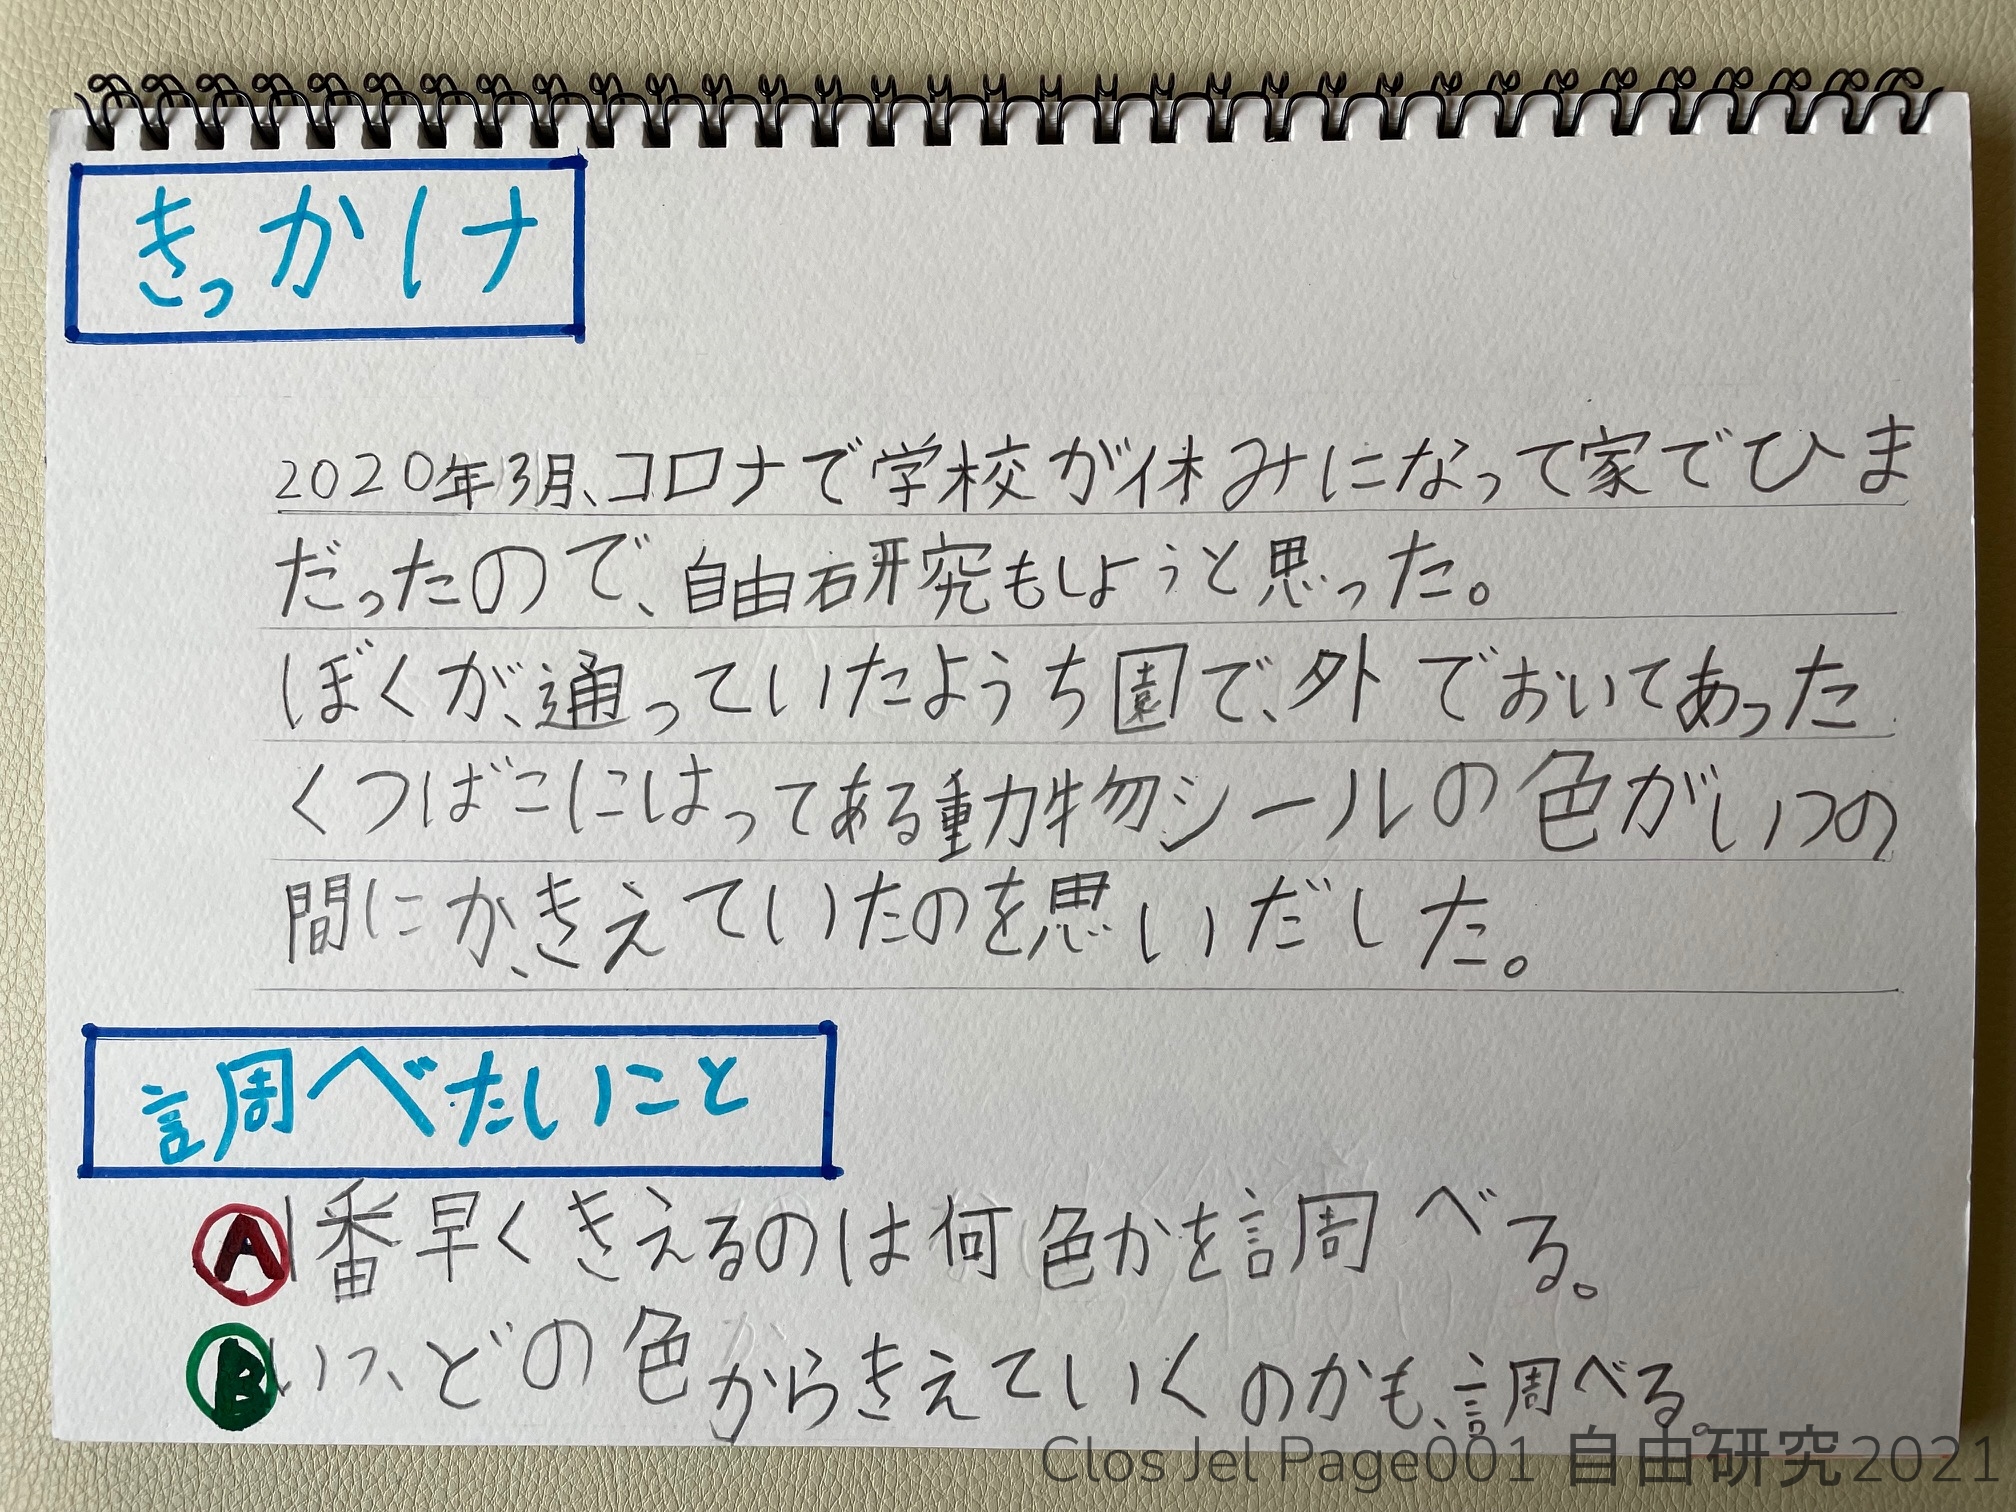 きっかけ
2020年3月、コロナで学校が休みになって家でひま
だったので、自由研究もしようと思った。
ぼくが、通っていたようち園で、外でおいてあった
くつばこにはってある動物シールの色がいつの
間にか、きえていたのを思いだした。
調べたいこと
A 1番早くきえるのは何色かを調べる。
B いつ、どの色からきえていくのかも、調べる。
Clos Jel Page001 自由研究2021